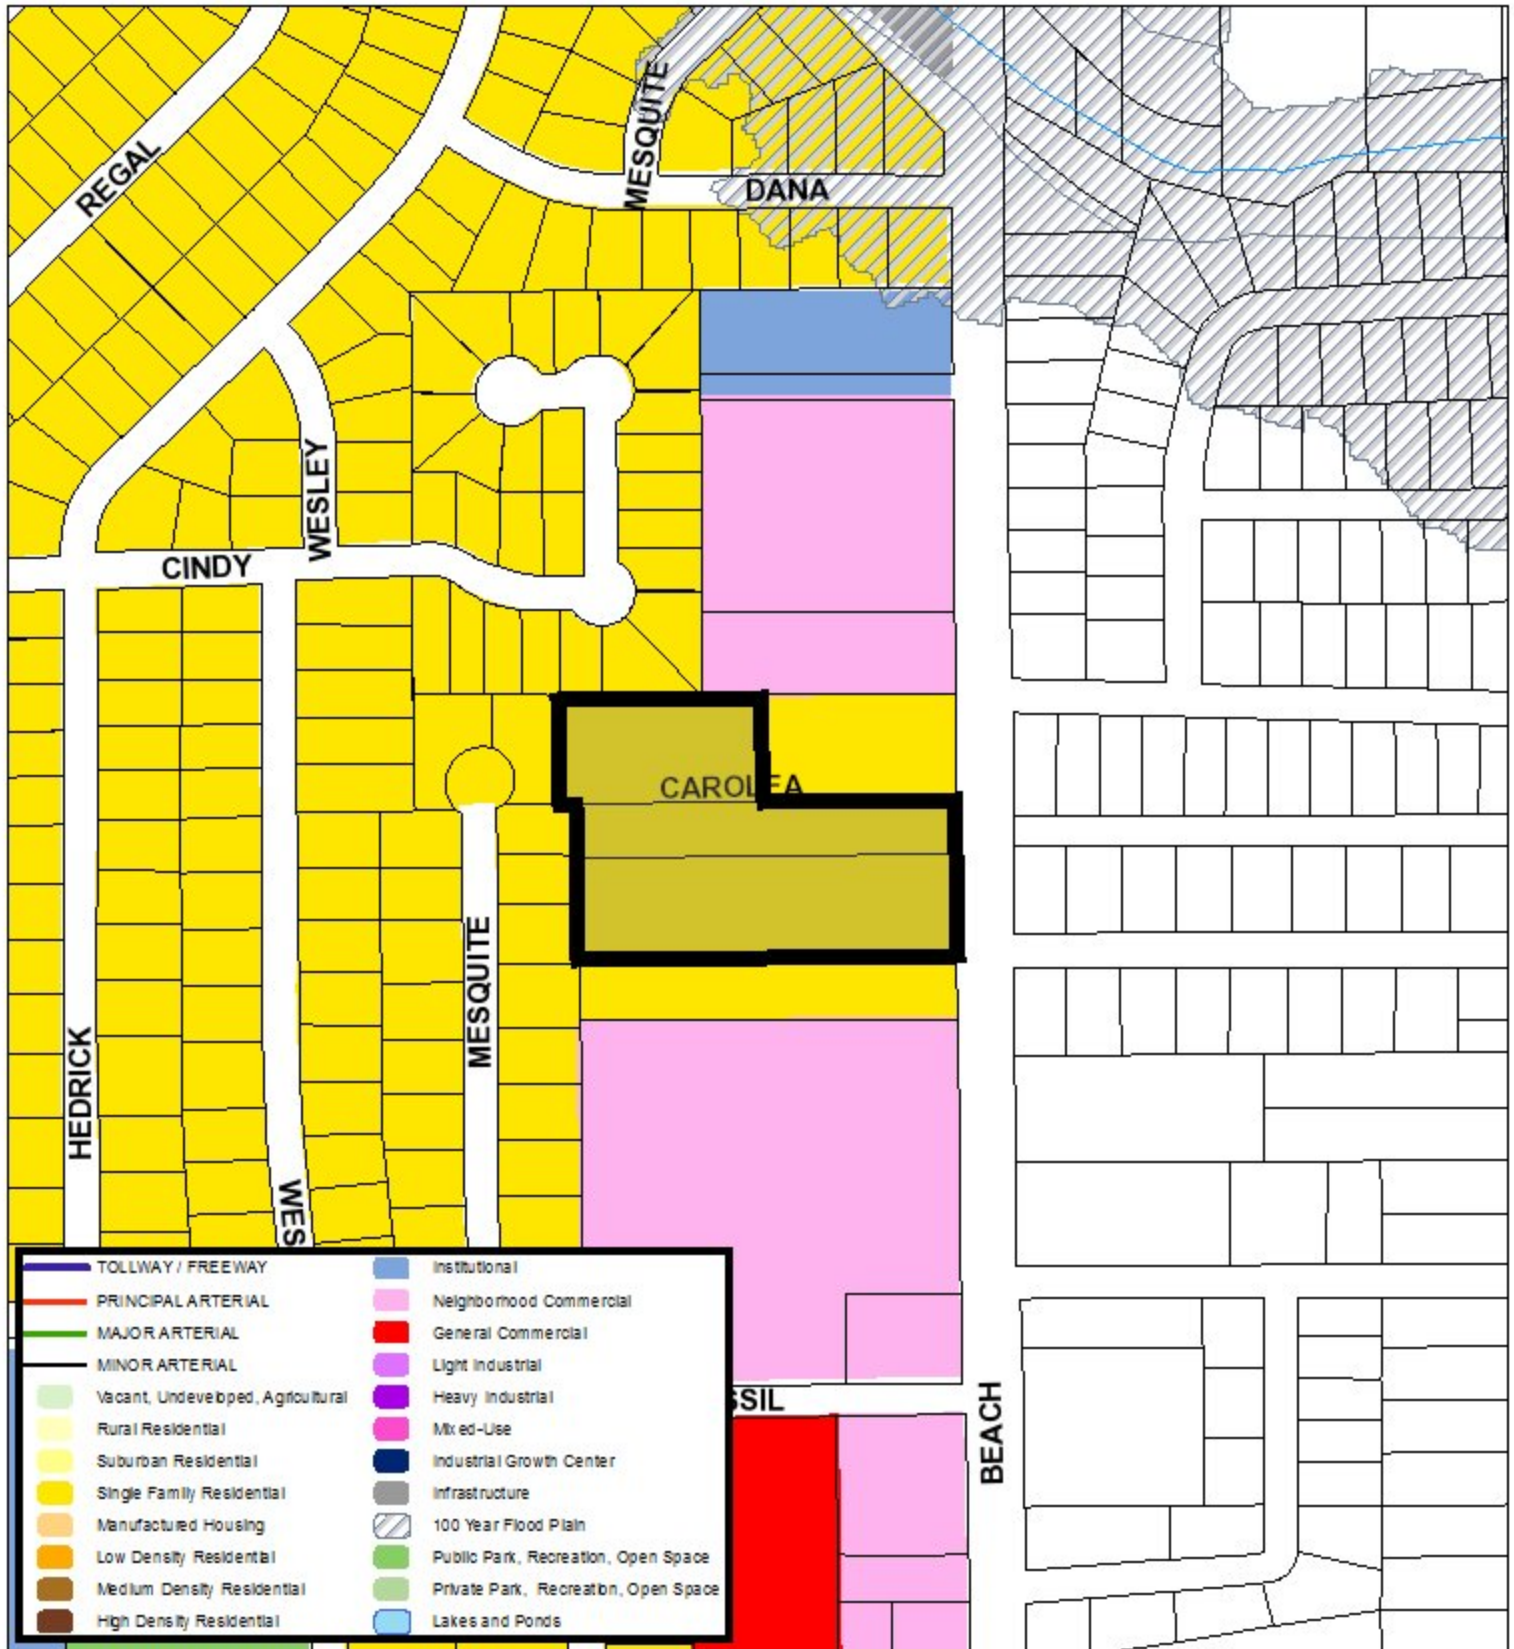 MESQUITE
REGAL
DANA
WESLEY
CINDY
CAROLEA
MESQUITE
HEDRICK
WES
SSIL
BEACH
TOLLWAY / FREEWAY
PRINCIPAL ARTERIAL
MAJOR ARTERIAL
MINOR ARTERIAL
Vacant, Undeveloped, Agricultural
Rural Residential
Suburban Residential
Single Family Residential
Manufactured Housing
Low Density Residential
Medium Density Residential
High Density Residential
Institutional
Neighborhood Commercial
General Commercial
Light Industrial
Heavy Industrial
Mixed-Use
Industrial Growth Center
Infrastructure
100 Year Flood Plain
Public Park, Recreation, Open Space
Private Park, Recreation, Open Space
Lakes and Ponds